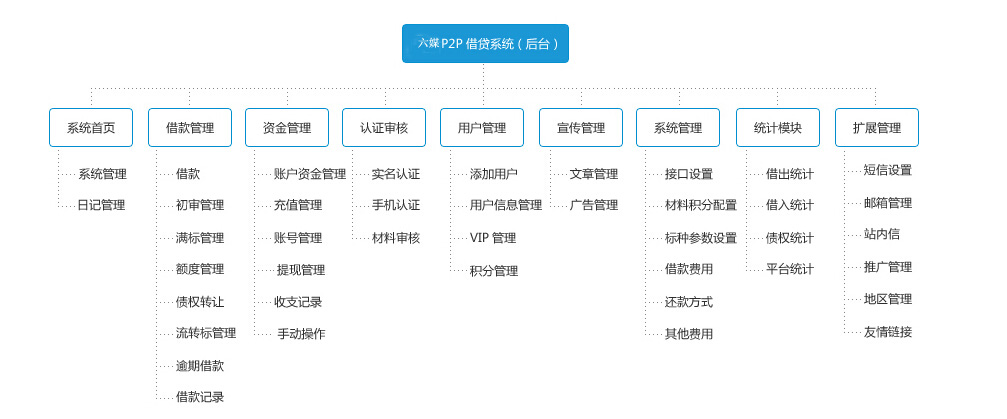 六媒 P2P 借贷系统（后台）
系统首页
系统管理
日记管理
借款管理
借款
初审管理
满标管理
额度管理
债权转让
流转标管理
逾期借款
借款记录
资金管理
账户资金管理
充值管理
账号管理
提现管理
收支记录
手动操作
认证审核
实名认证
手机认证
材料审核
用户管理
添加用户
用户信息管理
VIP 管理
积分管理
宣传管理
文章管理
广告管理
系统管理
接口设置
材料积分配置
标种参数设置
借款费用
还款方式
其他费用
统计模块
借出统计
借入统计
债权统计
平台统计
扩展管理
短信设置
邮箱管理
站内信
推广管理
地区管理
友情链接